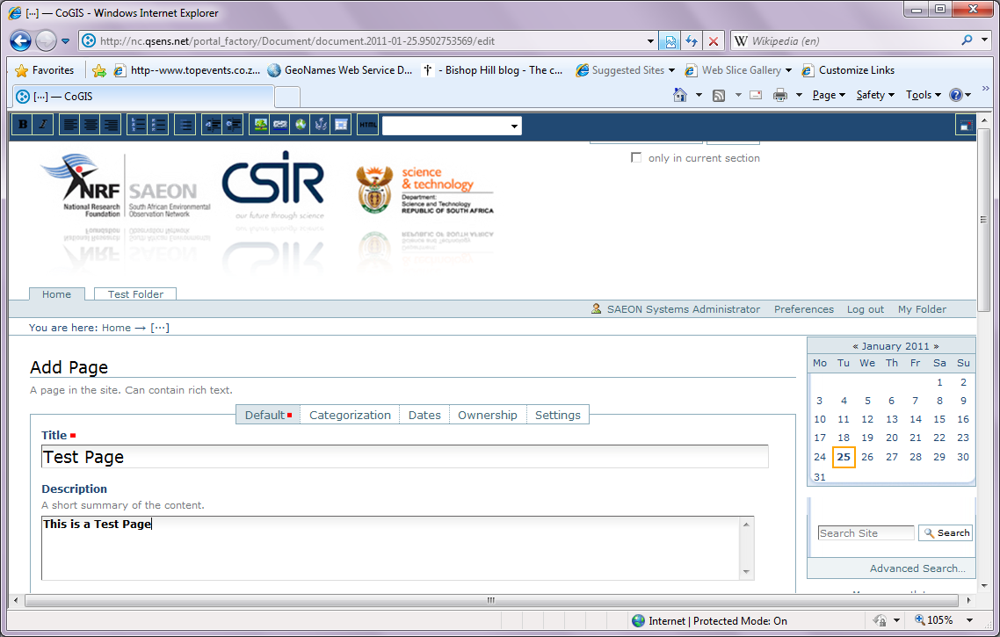 [···] — CoGIS - Windows Internet Explorer
http://nc.qsens.net/portal_factory/Document/document.2011-01-25.9502753569/edit
W Wikipedia (en)
Favorites
http--www.topevents.co.z...
GeoNames Web Service D...
† - Bishop Hill blog - The c...
Suggested Sites
Web Slice Gallery
Customize Links
[···] — CoGIS
Page
Safety
Tools
»
B I
HTML
only in current section
NRF
National Research
Foundation
SAEON
South African Environmental
Observation Network
CSIR
our future through science
science
& technology
Department:
Science and Technology
REPUBLIC OF SOUTH AFRICA
Home
Test Folder
SAEON Systems Administrator
Preferences
Log out
My Folder
You are here: Home → [···]
Add Page
A page in the site. Can contain rich text.
Default
Categorization
Dates
Ownership
Settings
Title
Test Page
Description
A short summary of the content.
This is a Test Page
« January 2011 »
Mo Tu We Th Fr Sa Su
1 2
3 4 5 6 7 8 9
10 11 12 13 14 15 16
17 18 19 20 21 22 23
24 25 26 27 28 29 30
31
Search Site
Search
Advanced Search...
Internet | Protected Mode: On
105%